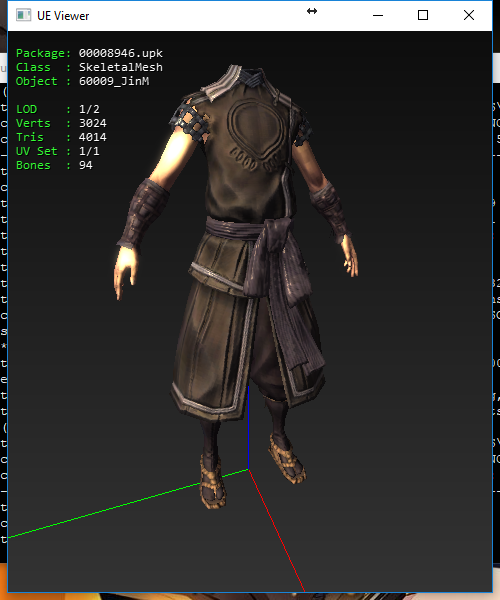 UE Viewer
Package: 00008946.upk
Class : SkeletalMesh
Object : 60009_JinM
LOD : 1/2
Verts : 3024
Tris : 4014
UV Set : 1/1
Bones : 94